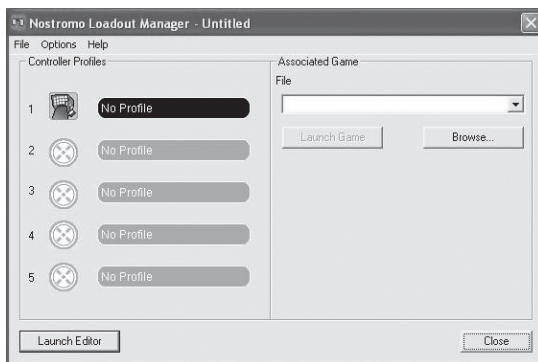 Nostromo Loadout Manager - Untitled
File Options Help
Controller Profiles
1 No Profile
2 No Profile
3 No Profile
4 No Profile
5 No Profile
Associated Game
File
Launch Game Browse...
Launch Editor Close